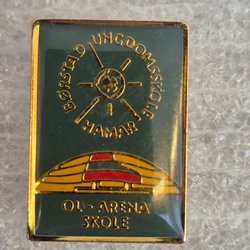 BØRSTAD UNGDOMSSKOLE
HAMAR
OL - ARENA
SKOLE